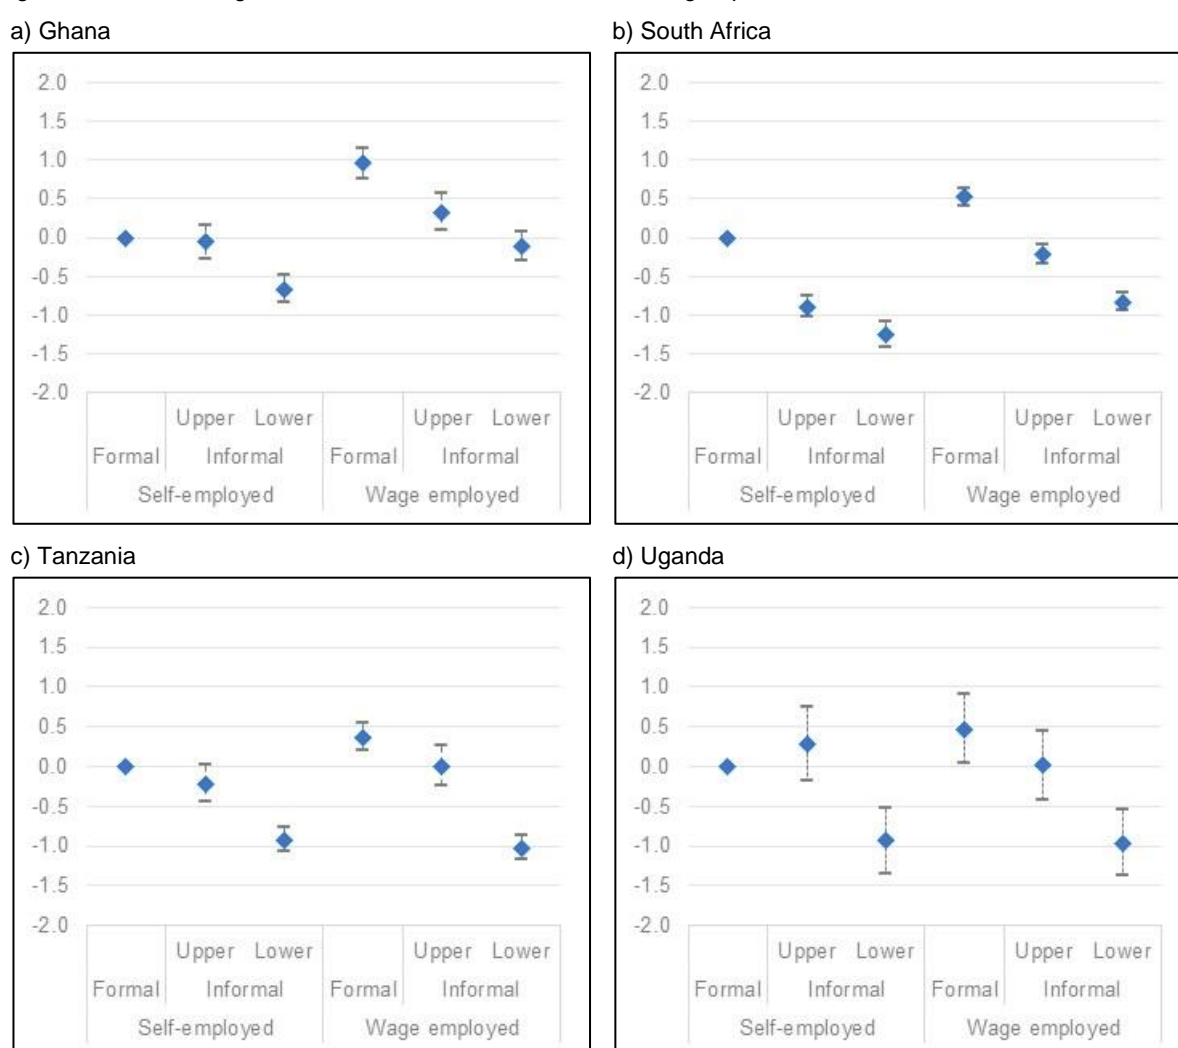 a) Ghana
2.0
1.5
1.0
0.5
0.0
-0.5
-1.0
-1.5
-2.0
Upper Lower Upper Lower
Formal Informal Formal Informal
Self-employed Wage employed
b) South Africa
2.0
1.5
1.0
0.5
0.0
-0.5
-1.0
-1.5
-2.0
Upper Lower Upper Lower
Formal Informal Formal Informal
Self-employed Wage employed
c) Tanzania
2.0
1.5
1.0
0.5
0.0
-0.5
-1.0
-1.5
-2.0
Upper Lower Upper Lower
Formal Informal Formal Informal
Self-employed Wage employed
d) Uganda
2.0
1.5
1.0
0.5
0.0
-0.5
-1.0
-1.5
-2.0
Upper Lower Upper Lower
Formal Informal Formal Informal
Self-employed Wage employed